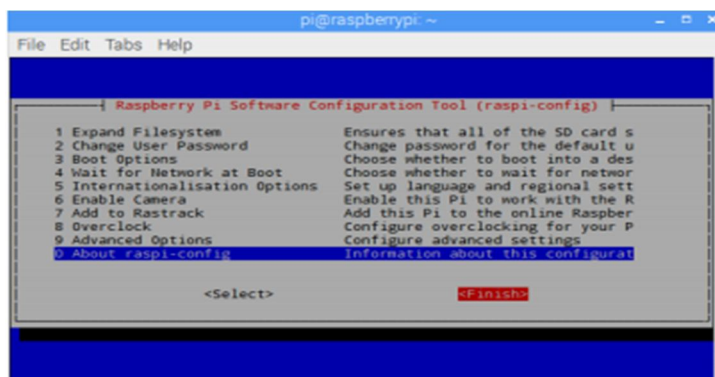 pi@raspberrypi: ~
File Edit Tabs Help
Raspberry Pi Software Configuration Tool (raspi-config)
1 Expand Filesystem Ensures that all of the SD card s
2 Change User Password Change password for the default u
3 Boot Options Choose whether to boot into a des
4 Wait for Network at Boot Choose whether to wait for networ
5 Internationalisation Options Set up language and regional sett
6 Enable Camera Enable this Pi to work with the R
7 Add to Rastrack Add this Pi to the online Raspber
8 Overclock Configure overclocking for your P
9 Advanced Options Configure advanced settings
0 About raspi-config Information about this configurat
<Select> <Finish>